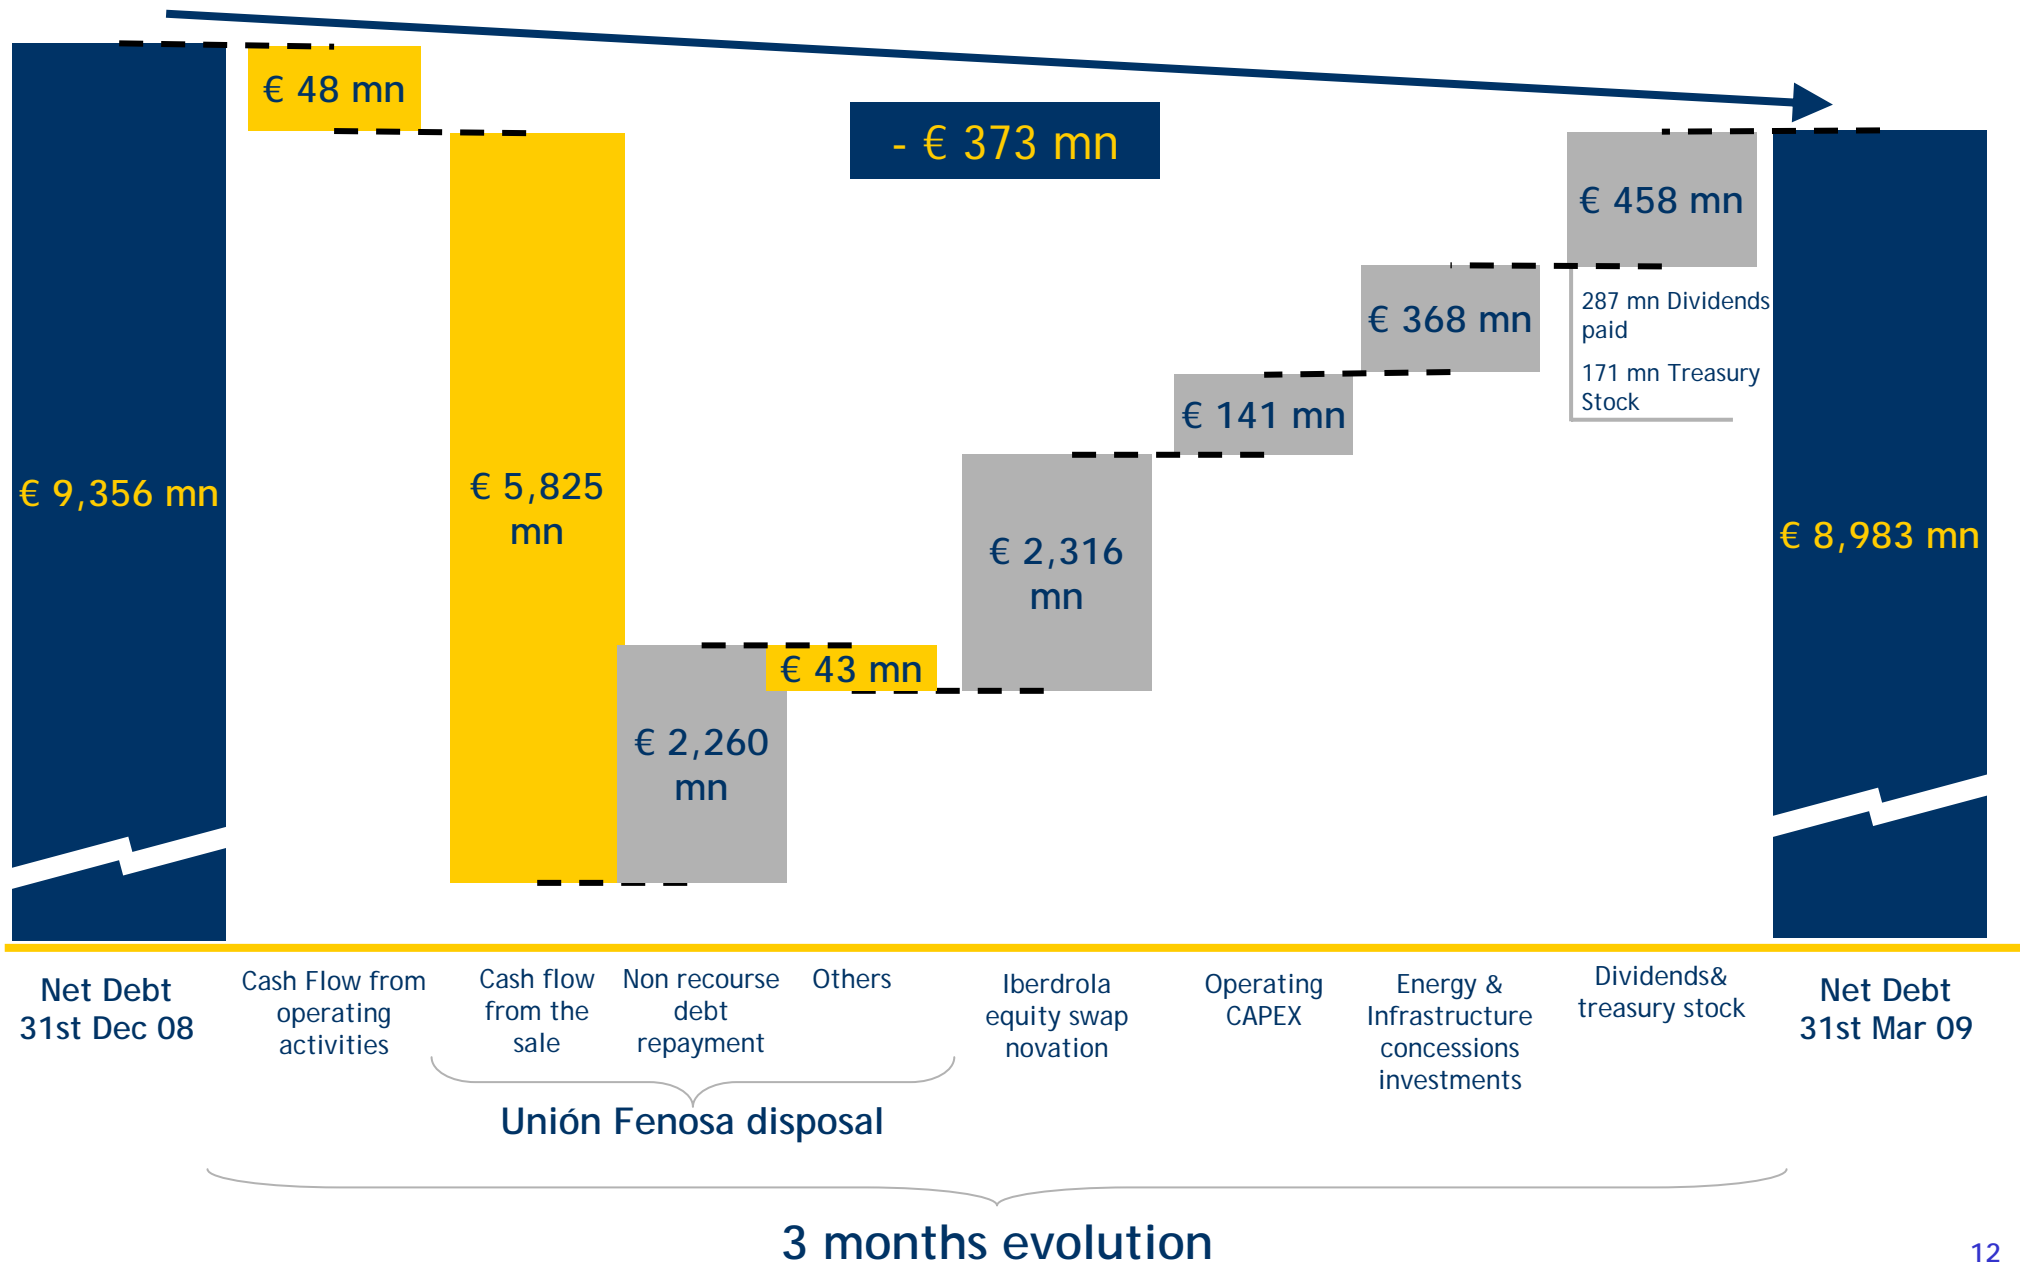 € 48 mn
- € 373 mn
€ 458 mn
287 mn Dividends
paid
171 mn Treasury
Stock
€ 368 mn
€ 141 mn
€ 9,356 mn
€ 5,825
mn
€ 2,316
mn
€ 8,983 mn
€ 43 mn
€ 2,260
mn
Net Debt
31st Dec 08
Cash Flow from
operating
activities
Cash flow
from the
sale
Non recourse
debt
repayment
Others
Iberdrola
equity swap
novation
Operating
CAPEX
Energy &
Infrastructure
concessions
investments
Dividends&
treasury stock
Net Debt
31st Mar 09
Unión Fenosa disposal
3 months evolution
12